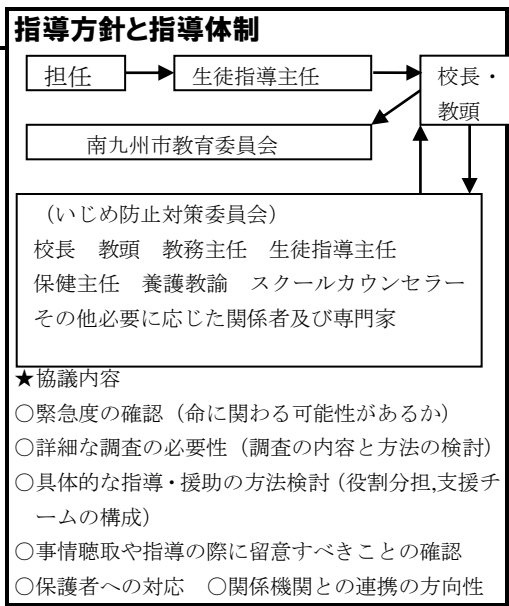 指導方針と指導体制
担任
生徒指導主任
校長・
教頭
南九州市教育委員会
（いじめ防止対策委員会）
校長　教頭　教務主任　生徒指導主任
保健主任　養護教諭　スクールカウンセラー
その他必要に応じた関係者及び専門家
★協議内容
○緊急度の確認（命に関わる可能性があるか）
○詳細な調査の必要性（調査の内容と方法の検討）
○具体的な指導・援助の方法検討（役割分担,支援チ
ームの構成）
○事情聴取や指導の際に留意すべきことの確認
○保護者への対応　○関係機関との連携の方向性